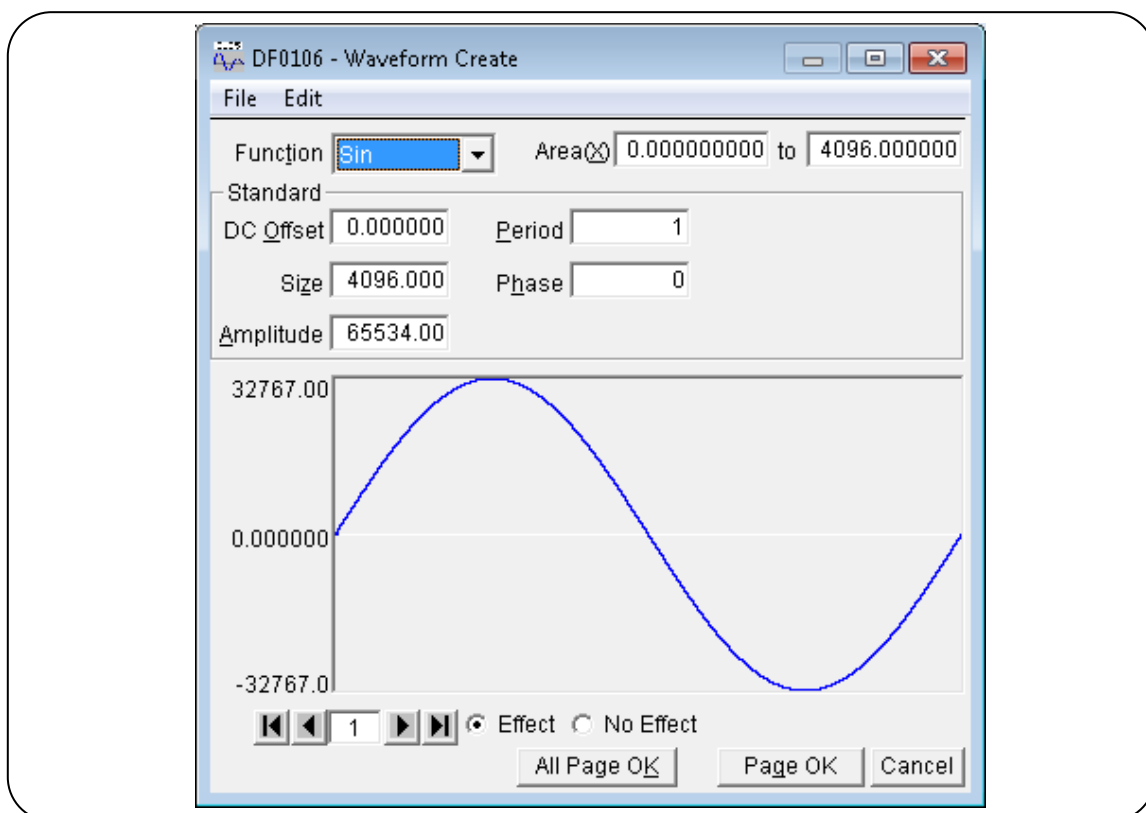 DF0106 - Waveform Create
File Edit
Function Sin Area(X) 0.000000000 to 4096.000000
Standard
DC Offset 0.000000 Period 1
Size 4096.000 Phase 0
Amplitude 65534.00
32767.00
0.000000
-32767.0
1 Effect No Effect
All Page OK Page OK Cancel